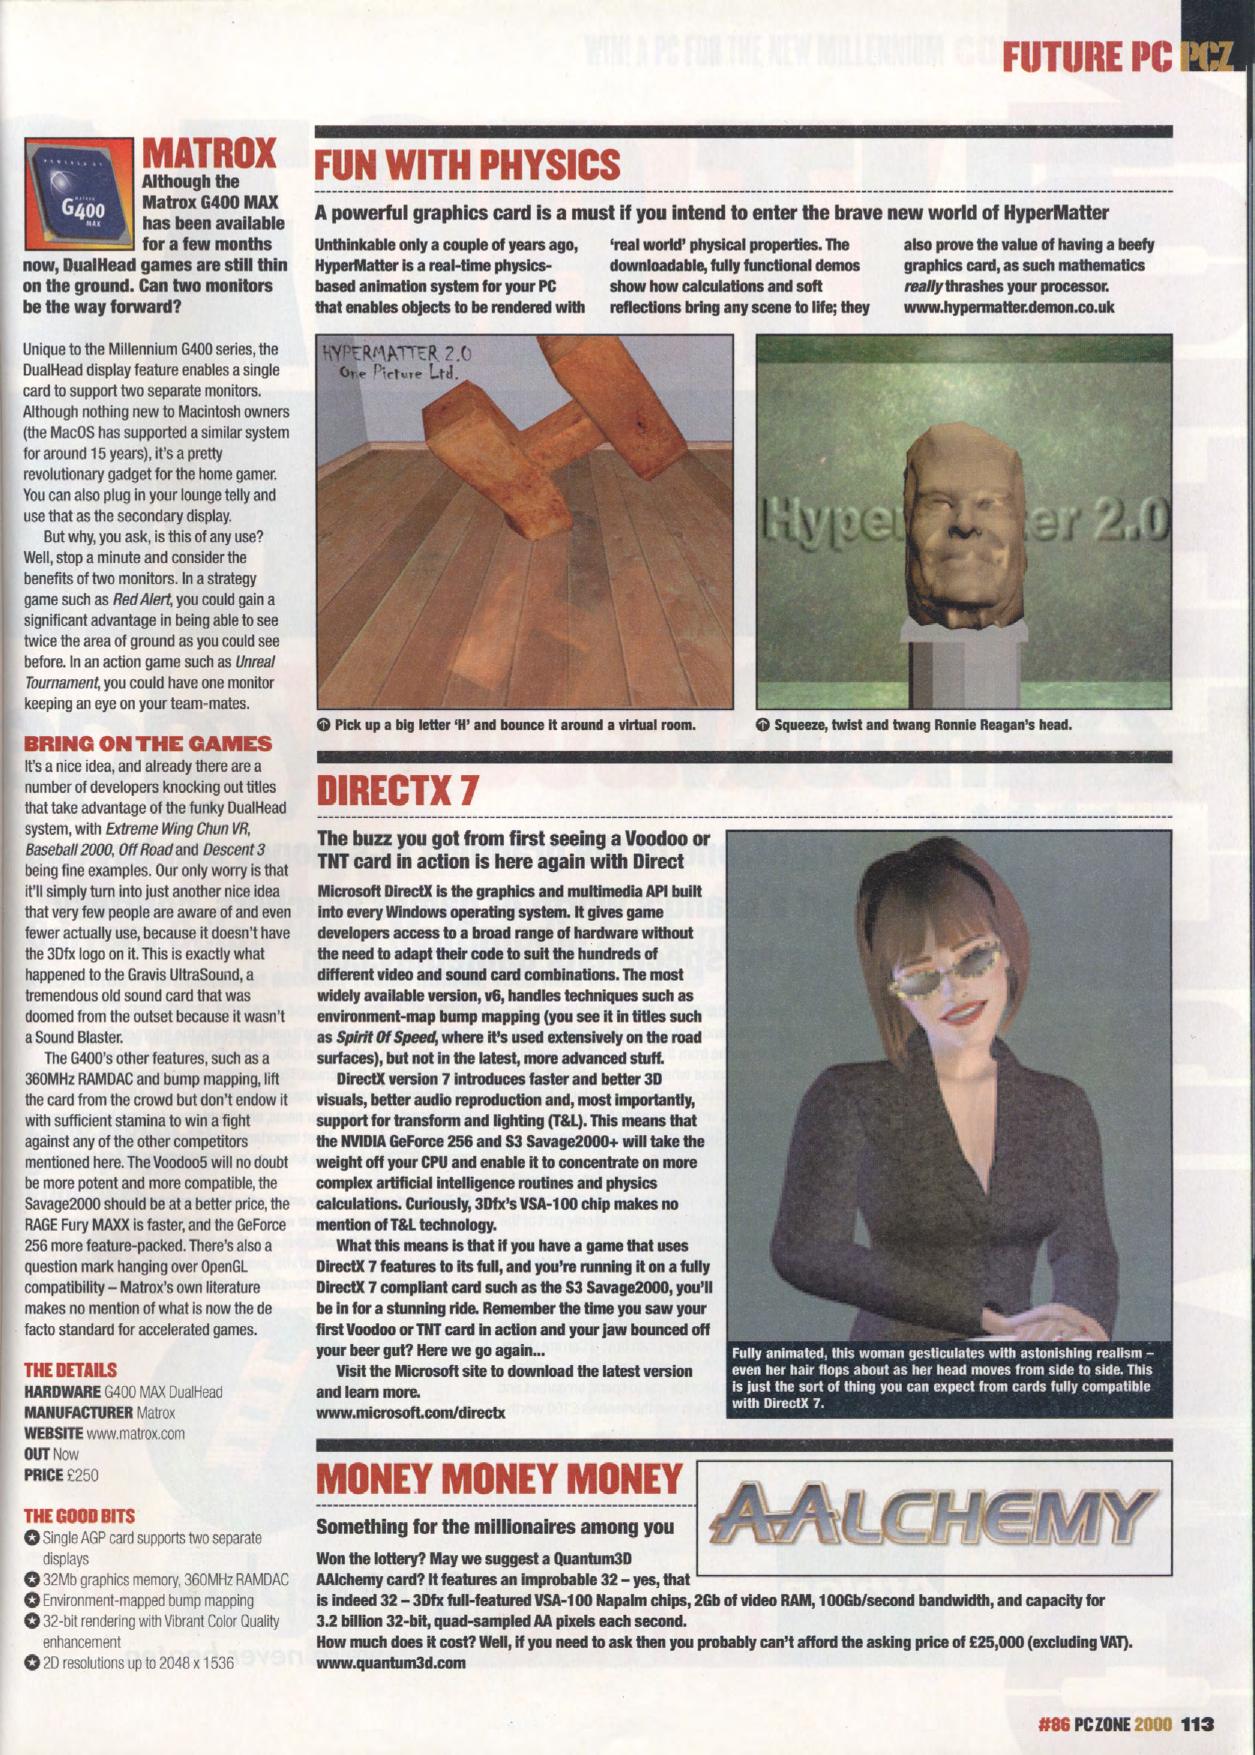 FUTURE PC PCZ
POWERED BY
Matrox
G400
MAX
MATROX
Although the
Matrox G400 MAX
has been available
for a few months
now, DualHead games are still thin
on the ground. Can two monitors
be the way forward?
Unique to the Millennium G400 series, the
DualHead display feature enables a single
card to support two separate monitors.
Although nothing new to Macintosh owners
(the MacOS has supported a similar system
for around 15 years), it's a pretty
revolutionary gadget for the home gamer.
You can also plug in your lounge telly and
use that as the secondary display.
But why, you ask, is this of any use?
Well, stop a minute and consider the
benefits of two monitors. In a strategy
game such as Red Alert, you could gain a
significant advantage in being able to see
twice the area of ground as you could see
before. In an action game such as Unreal
Tournament, you could have one monitor
keeping an eye on your team-mates.
BRING ON THE GAMES
It's a nice idea, and already there are a
number of developers knocking out titles
that take advantage of the funky DualHead
system, with Extreme Wing Chun VR,
Baseball 2000, Off Road and Descent 3
being fine examples. Our only worry is that
it'll simply turn into just another nice idea
that very few people are aware of and even
fewer actually use, because it doesn't have
the 3Dfx logo on it. This is exactly what
happened to the Gravis UltraSound, a
tremendous old sound card that was
doomed from the outset because it wasn't
a Sound Blaster.
The G400's other features, such as a
360MHz RAMDAC and bump mapping, lift
the card from the crowd but don't endow it
with sufficient stamina to win a fight
against any of the other competitors
mentioned here. The Voodoo5 will no doubt
be more potent and more compatible, the
Savage2000 should be at a better price, the
RAGE Fury MAXX is faster, and the GeForce
256 more feature-packed. There's also a
question mark hanging over OpenGL
compatibility – Matrox's own literature
makes no mention of what is now the de
facto standard for accelerated games.
THE DETAILS
HARDWARE G400 MAX DualHead
MANUFACTURER Matrox
WEBSITE www.matrox.com
OUT Now
PRICE £250
THE GOOD BITS
Single AGP card supports two separate
displays
32Mb graphics memory, 360MHz RAMDAC
Environment-mapped bump mapping
32-bit rendering with Vibrant Color Quality
enhancement
2D resolutions up to 2048 x 1536
FUN WITH PHYSICS
A powerful graphics card is a must if you intend to enter the brave new world of HyperMatter
Unthinkable only a couple of years ago,
HyperMatter is a real-time physics-
based animation system for your PC
that enables objects to be rendered with
'real world' physical properties. The
downloadable, fully functional demos
show how calculations and soft
reflections bring any scene to life; they
also prove the value of having a beefy
graphics card, as such mathematics
really thrashes your processor.
www.hypermatter.demon.co.uk
HYPERMATTER 2.0
One Picture Ltd.
Hyper er 2.0
Pick up a big letter 'H' and bounce it around a virtual room.
Squeeze, twist and twang Ronnie Reagan's head.
DIRECTX 7
The buzz you got from first seeing a Voodoo or
TNT card in action is here again with Direct
Microsoft DirectX is the graphics and multimedia API built
into every Windows operating system. It gives game
developers access to a broad range of hardware without
the need to adapt their code to suit the hundreds of
different video and sound card combinations. The most
widely available version, v6, handles techniques such as
environment-map bump mapping (you see it in titles such
as Spirit Of Speed, where it's used extensively on the road
surfaces), but not in the latest, more advanced stuff.
DirectX version 7 introduces faster and better 3D
visuals, better audio reproduction and, most importantly,
support for transform and lighting (T&L). This means that
the NVIDIA GeForce 256 and S3 Savage2000+ will take the
weight off your CPU and enable it to concentrate on more
complex artificial intelligence routines and physics
calculations. Curiously, 3Dfx's VSA-100 chip makes no
mention of T&L technology.
What this means is that if you have a game that uses
DirectX 7 features to its full, and you're running it on a fully
DirectX 7 compliant card such as the S3 Savage2000, you'll
be in for a stunning ride. Remember the time you saw your
first Voodoo or TNT card in action and your jaw bounced off
your beer gut? Here we go again...
Visit the Microsoft site to download the latest version
and learn more.
www.microsoft.com/directx
Fully animated, this woman gesticulates with astonishing realism –
even her hair flops about as her head moves from side to side. This
is just the sort of thing you can expect from cards fully compatible
with DirectX 7.
MONEY MONEY MONEY
AALCHEMY
Something for the millionaires among you
Won the lottery? May we suggest a Quantum3D
AAlchemy card? It features an improbable 32 – yes, that
is indeed 32 – 3Dfx full-featured VSA-100 Napalm chips, 2Gb of video RAM, 100Gb/second bandwidth, and capacity for
3.2 billion 32-bit, quad-sampled AA pixels each second.
How much does it cost? Well, if you need to ask then you probably can't afford the asking price of £25,000 (excluding VAT).
www.quantum3d.com
#86 PC ZONE 2000 113